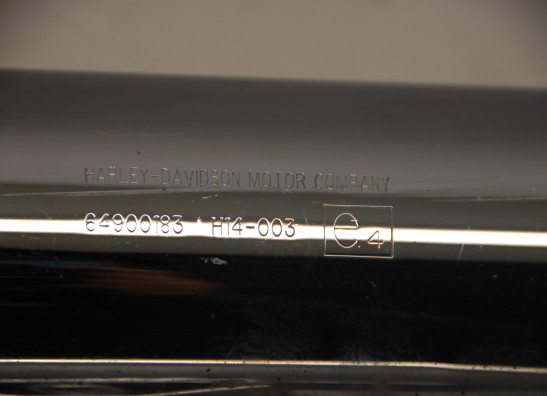 HARLEY-DAVIDSON MOTOR COMPANY
64900183 H14-003 e4